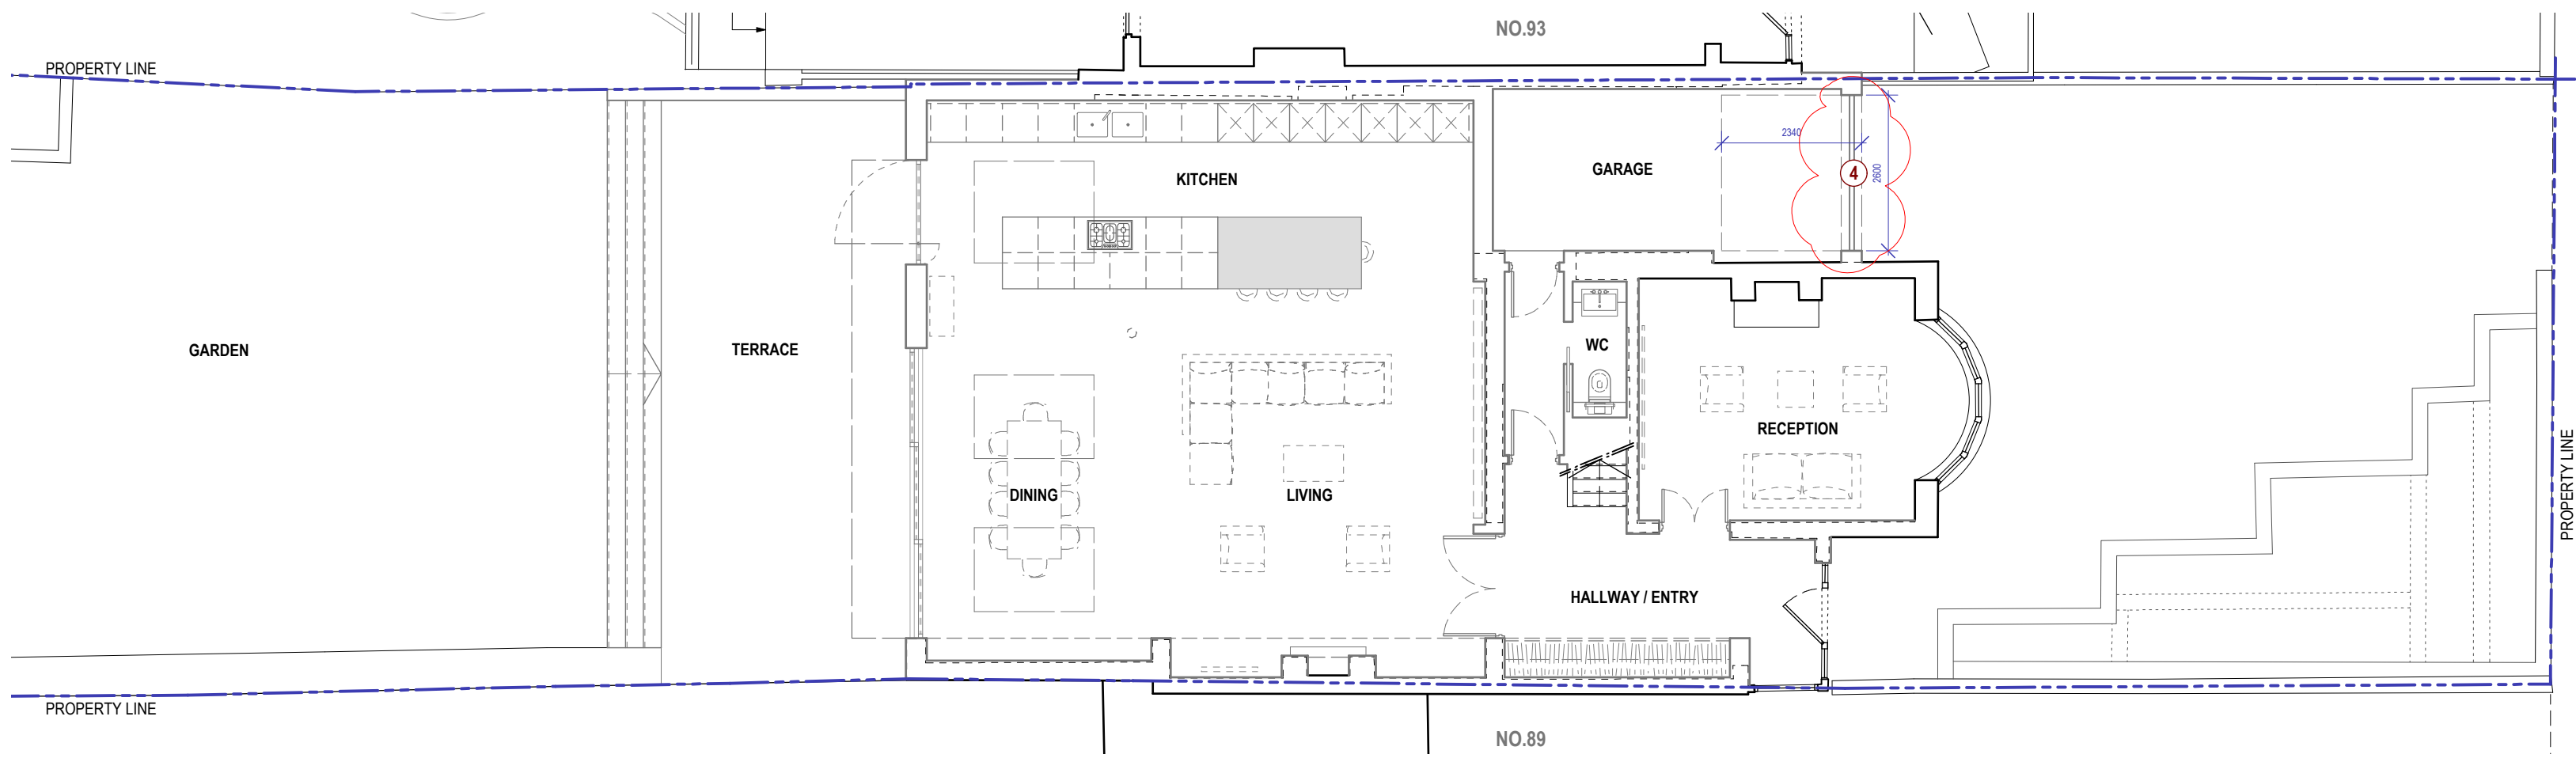 NO.93
PROPERTY LINE
2340
4
2600
GARAGE
KITCHEN
WC
GARDEN
TERRACE
RECEPTION
DINING
LIVING
PROPERTY LINE
HALLWAY / ENTRY
PROPERTY LINE
NO.89